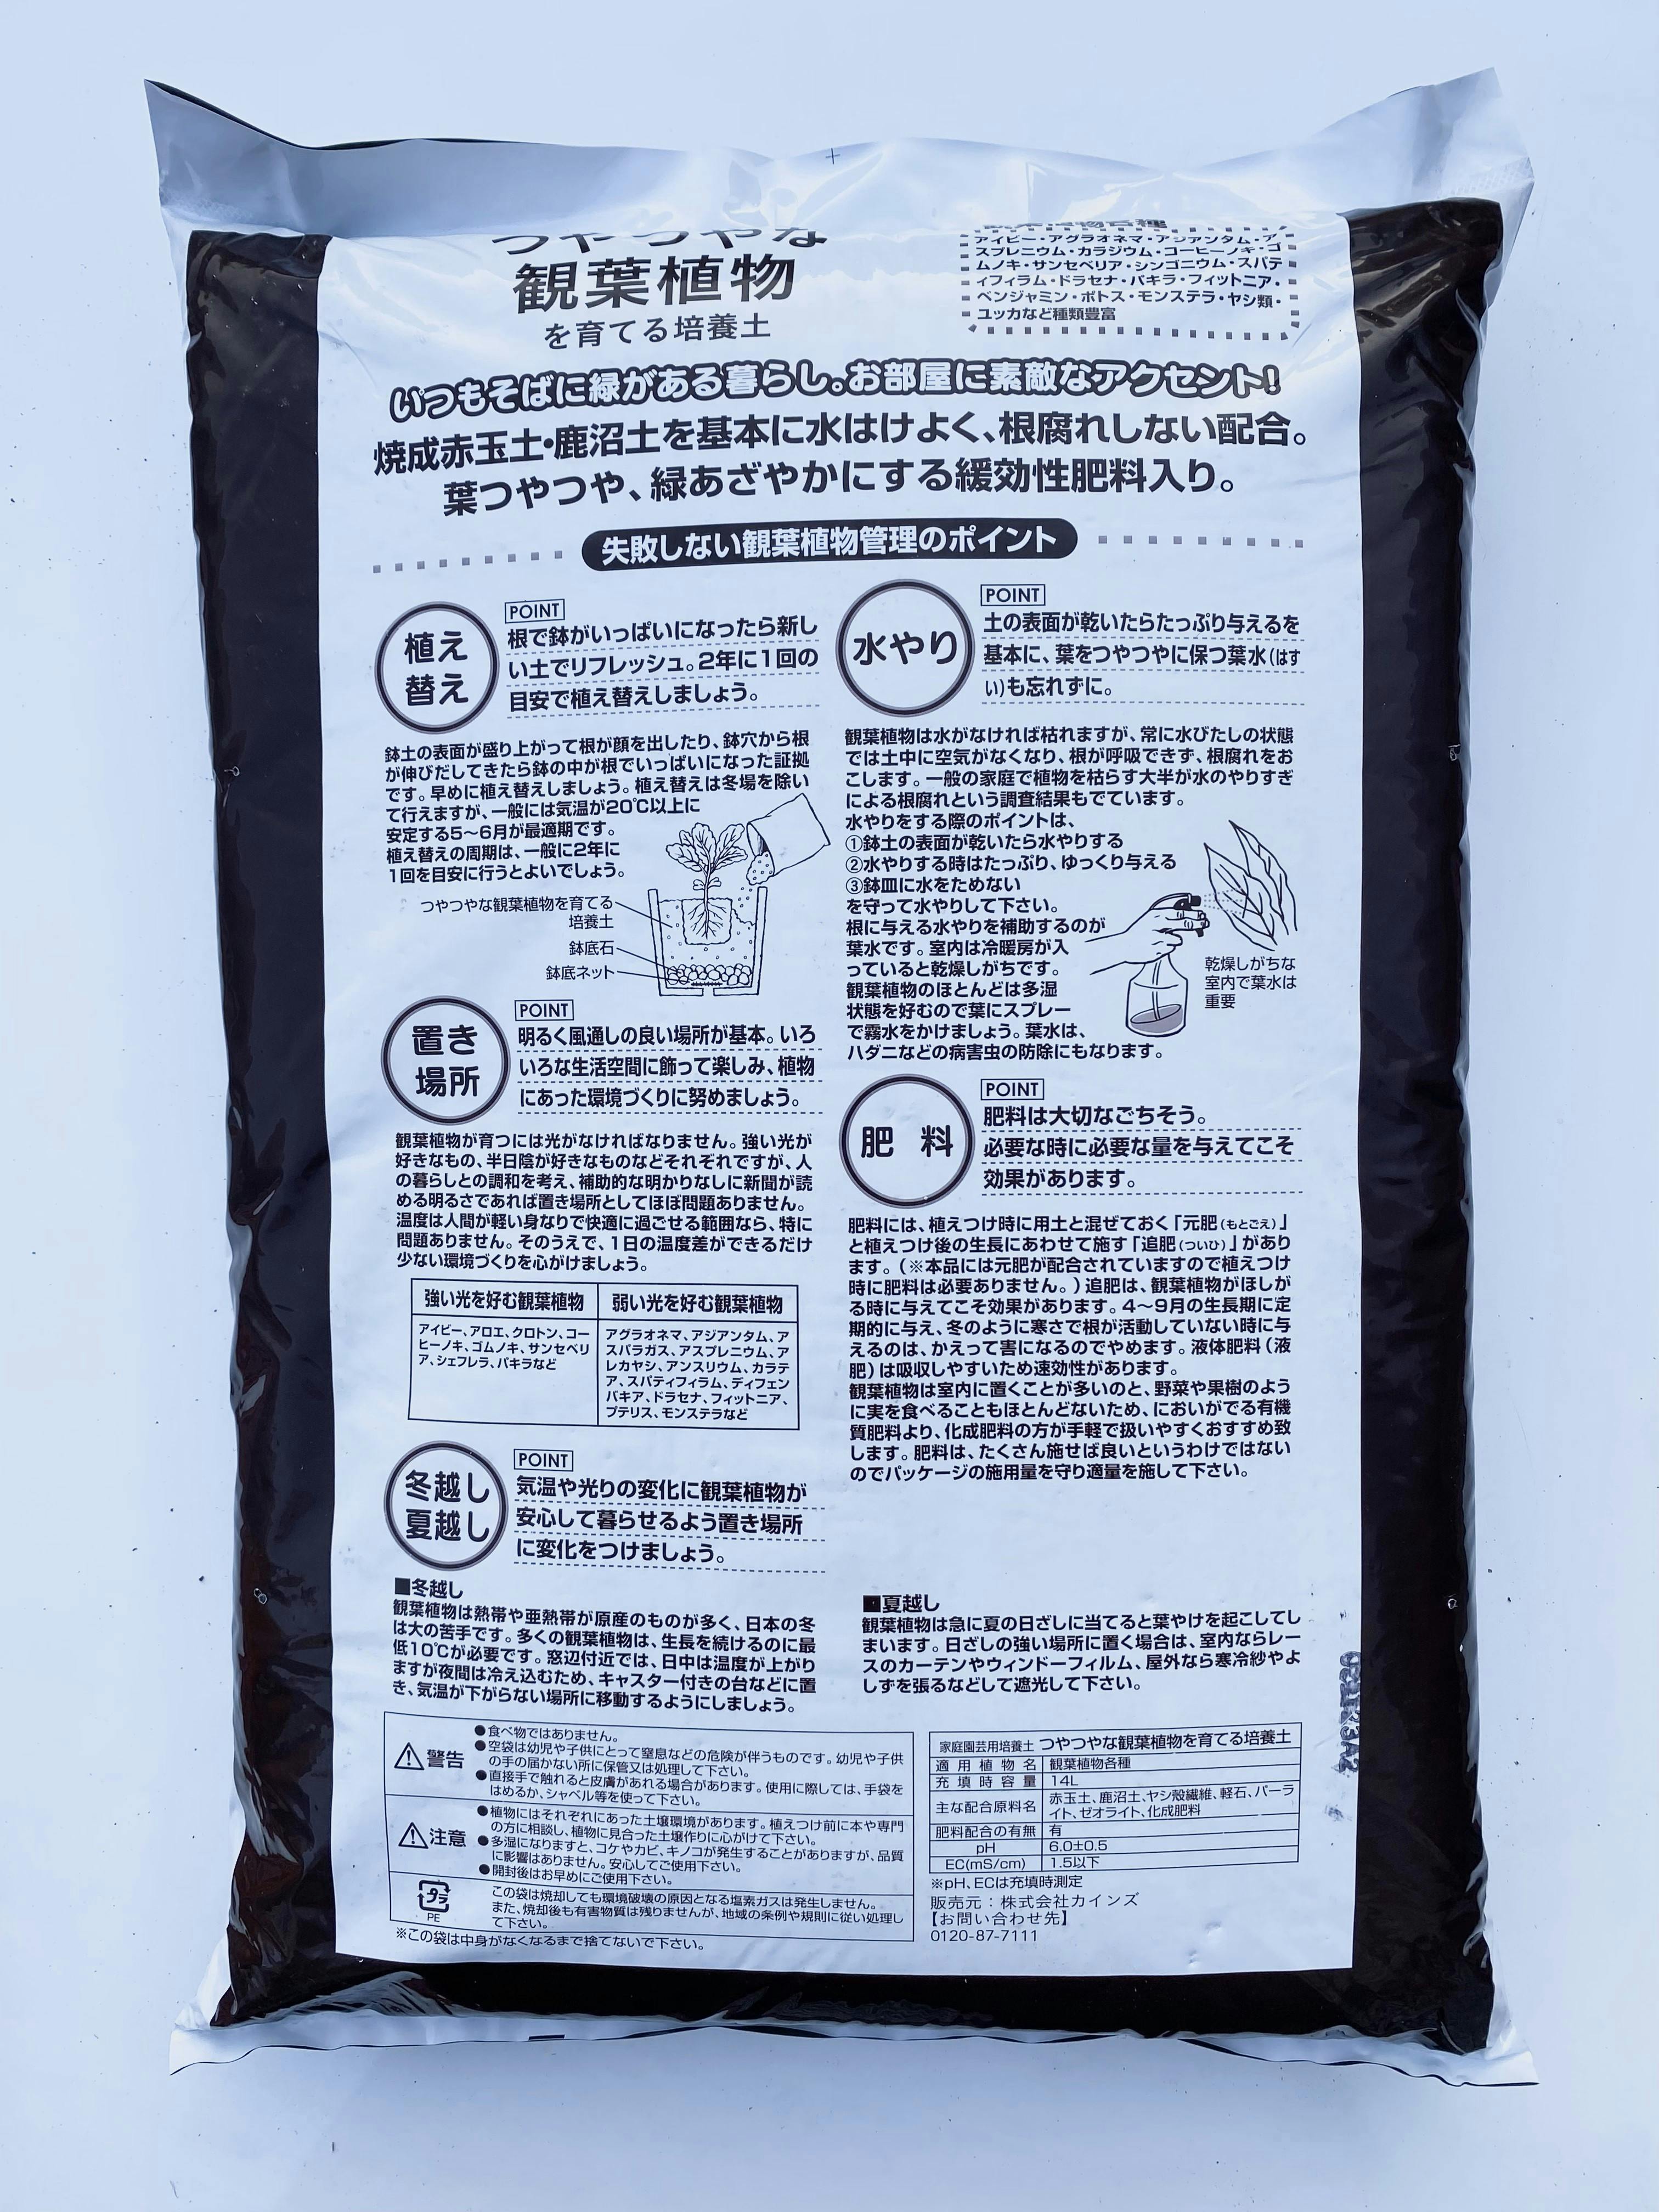 つやつやな
観葉植物
を育てる培養土
アイビー・アグラオネマ・アジアンタム・ア
スプレニウム・カラジウム・コーヒーノキ・ゴ
ムノキ・サンセベリア・シンゴニウム・スパテ
ィフィラム・ドラセナ・パキラ・フィットニア・
ベンジャミン・ポトス・モンステラ・ヤシ類・
ユッカなど種類豊富
いつもそばに緑がある暮らし。お部屋に素敵なアクセント!
焼成赤玉土・鹿沼土を基本に水はけよく、根腐れしない配合。
葉つやつや、緑あざやかにする緩効性肥料入り。
失敗しない観葉植物管理のポイント
植え
替え
POINT
根で鉢がいっぱいになったら新し
い土でリフレッシュ。2年に1回の
目安で植え替えしましょう。
鉢土の表面が盛り上がって根が顔を出したり、鉢穴から根
が伸びだしてきたら鉢の中が根でいっぱいになった証拠
です。早めに植え替えしましょう。植え替えは冬場を除い
て行えますが、一般には気温が20℃以上に
安定する5〜6月が最適期です。
植え替えの周期は、一般に2年に
1回を目安に行うとよいでしょう。
つやつやな観葉植物を育てる
培養土
鉢底石
鉢底ネット
置き
場所
POINT
明るく風通しの良い場所が基本。いろ
いろな生活空間に飾って楽しみ、植物
にあった環境づくりに努めましょう。
観葉植物が育つには光がなければなりません。強い光が
好きなもの、半日陰が好きなものなどそれぞれですが、人
の暮らしとの調和を考え、補助的な明かりなしに新聞が読
める明るさであれば置き場所としてほぼ問題ありません。
温度は人間が軽い身なりで快適に過ごせる範囲なら、特に
問題ありません。そのうえで、1日の温度差ができるだけ
少ない環境づくりを心がけましょう。
強い光を好む観葉植物
弱い光を好む観葉植物
アイビー、アロエ、クロトン、コー
ヒーノキ、ゴムノキ、サンセベリ
ア、シェフレラ、パキラなど
アグラオネマ、アジアンタム、ア
スパラガス、アスプレニウム、ア
レカヤシ、アンスリウム、カラテ
ア、スパティフィラム、ディフェン
バキア、ドラセナ、フィットニア、
プテリス、モンステラなど
冬越し
夏越し
POINT
気温や光りの変化に観葉植物が
安心して暮らせるよう置き場所
に変化をつけましょう。
■冬越し
観葉植物は熱帯や亜熱帯が原産のものが多く、日本の冬
は大の苦手です。多くの観葉植物は、生長を続けるのに最
低10℃が必要です。窓辺付近では、日中は温度が上がり
ますが夜間は冷え込むため、キャスター付きの台などに置
き、気温が下がらない場所に移動するようにしましょう。
水やり
POINT
土の表面が乾いたらたっぷり与えるを
基本に、葉をつやつやに保つ葉水(はす
い)も忘れずに。
観葉植物は水がなければ枯れますが、常に水びたしの状態
では土中に空気がなくなり、根が呼吸できず、根腐れをお
こします。一般の家庭で植物を枯らす大半が水のやりすぎ
による根腐れという調査結果もでています。
水やりをする際のポイントは、
①鉢土の表面が乾いたら水やりする
②水やりする時はたっぷり、ゆっくり与える
③鉢皿に水をためない
を守って水やりして下さい。
根に与える水やりを補助するのが
葉水です。室内は冷暖房が入
っていると乾燥しがちです。
観葉植物のほとんどは多湿
状態を好むので葉にスプレー
で霧水をかけましょう。葉水は、
ハダニなどの病害虫の防除にもなります。
乾燥しがちな
室内で葉水は
重要
肥料
POINT
肥料は大切なごちそう。
必要な時に必要な量を与えてこそ
効果があります。
肥料には、植えつけ時に用土と混ぜておく「元肥(もとごえ)」
と植えつけ後の生長にあわせて施す「追肥(ついひ)」があり
ます。(※本品には元肥が配合されていますので植えつけ
時に肥料は必要ありません。)追肥は、観葉植物がほしが
る時に与えてこそ効果があります。4〜9月の生長期に定
期的に与え、冬のように寒さで根が活動していない時に与
えるのは、かえって害になるのでやめます。液体肥料(液
肥)は吸収しやすいため速効性があります。
観葉植物は室内に置くことが多いのと、野菜や果樹のよう
に実を食べることもほとんどないため、においがでる有機
質肥料より、化成肥料の方が手軽で扱いやすくおすすめ致
します。肥料は、たくさん施せば良いというわけではない
のでパッケージの施用量を守り適量を施して下さい。
■夏越し
観葉植物は急に夏の日ざしに当てると葉やけを起こしてし
まいます。日ざしの強い場所に置く場合は、室内ならレー
スのカーテンやウィンドーフィルム、屋外なら寒冷紗やよ
しずを張るなどして遮光して下さい。
警告
●食べ物ではありません。
●空袋は幼児や子供にとって窒息などの危険が伴うものです。幼児や子供
の手の届かない所に保管又は処理して下さい。
●直接手で触れると皮膚があれる場合があります。使用に際しては、手袋を
はめるか、シャベル等を使って下さい。
注意
●植物にはそれぞれにあった土壌環境があります。植えつけ前に本や専門
の方に相談し、植物に見合った土壌作りに心がけて下さい。
●多湿になりますと、コケやカビ、キノコが発生することがありますが、品質
に影響はありません。安心してご使用下さい。
●開封後はお早めにご使用下さい。
プラ
PE
この袋は焼却しても環境破壊の原因となる塩素ガスは発生しません。
また、焼却後も有害物質は残りませんが、地域の条例や規則に従い処理し
て下さい。
※この袋は中身がなくなるまで捨てないで下さい。
家庭園芸用培養土 つやつやな観葉植物を育てる培養土
適用植物名 観葉植物各種
充填時容量 14L
主な配合原料名 赤玉土、鹿沼土、ヤシ殻繊維、軽石、パーラ
イト、ゼオライト、化成肥料
肥料配合の有無 有
pH 6.0±0.5
EC(mS/cm) 1.5以下
※pH、ECは充填時測定
販売元:株式会社カインズ
【お問い合わせ先】
0120-87-7111